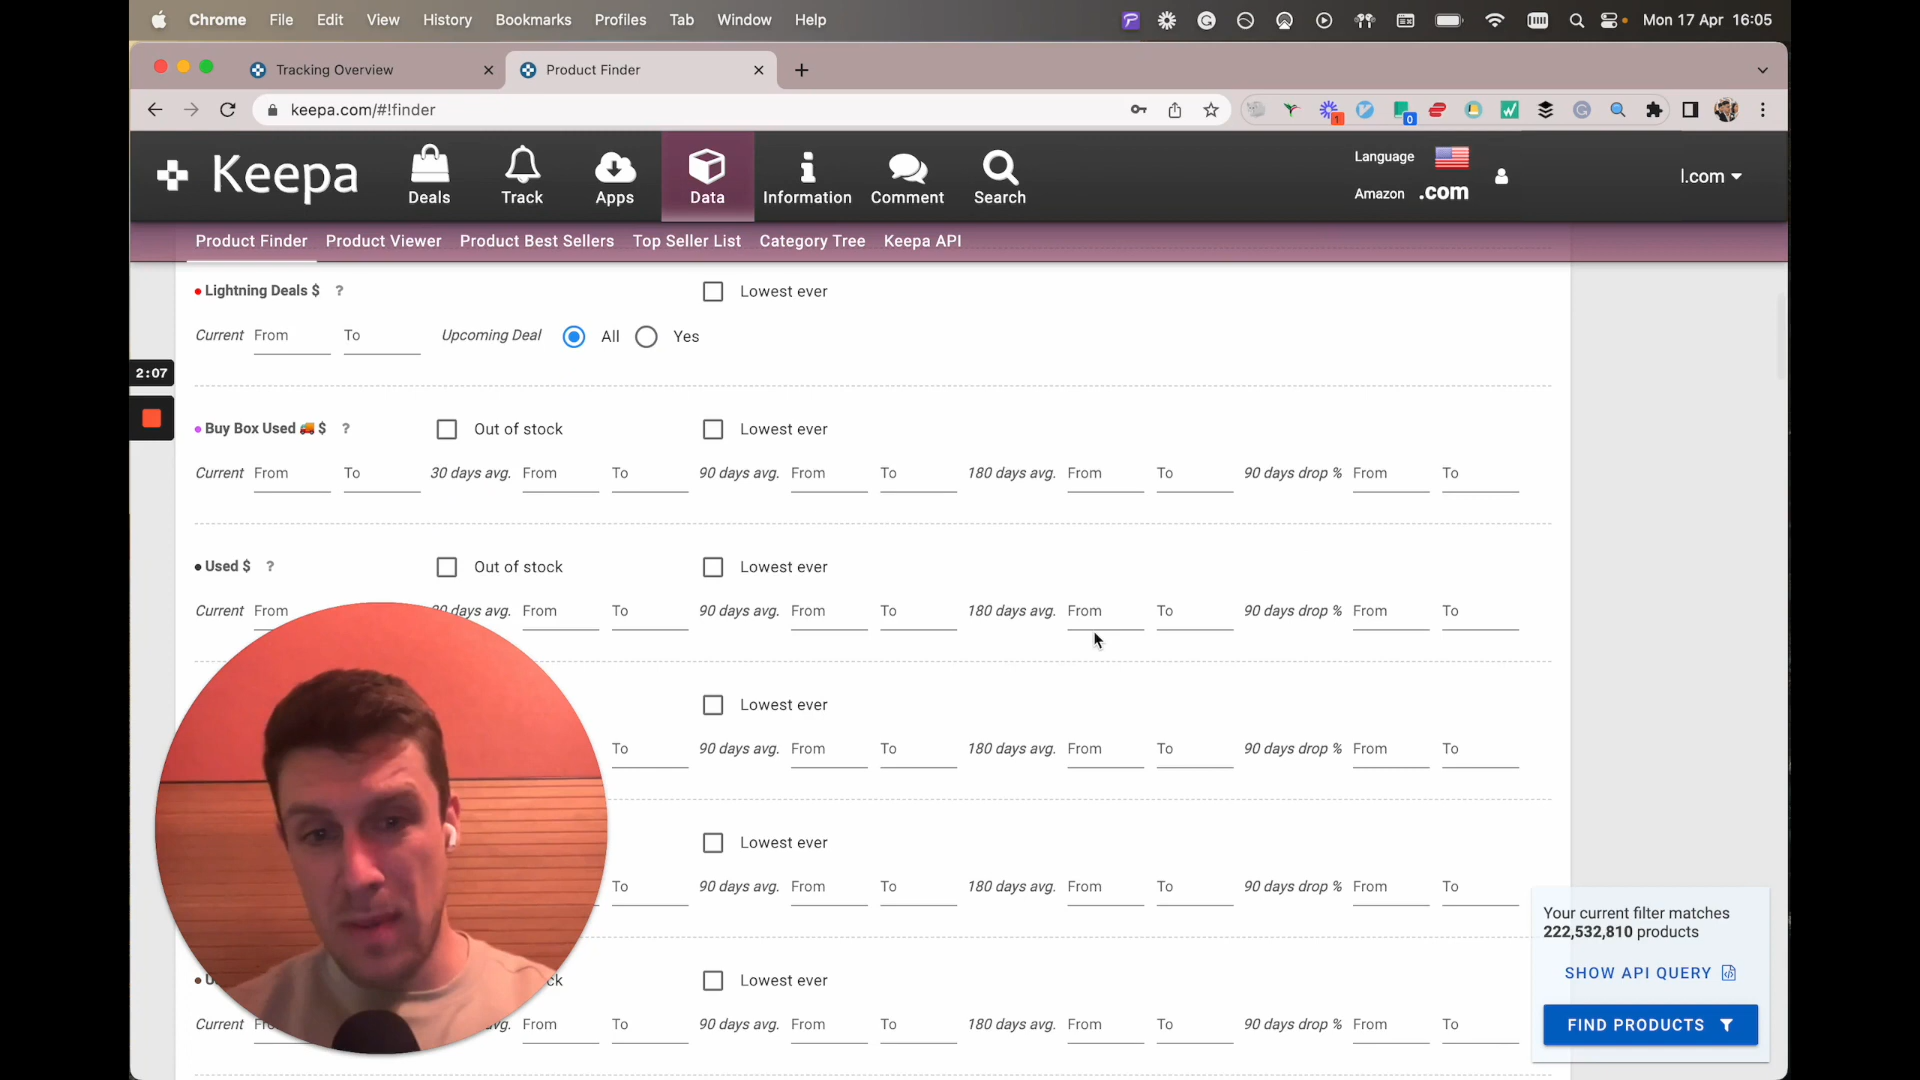 Chrome File Edit View History Bookmarks Profiles Tab Window Help Mon 17 Apr 16:05
Tracking Overview Product Finder
keepa.com/#!finder
1 0
Keepa
Deals Track Apps Data Information Comment Search
Language
Amazon .com
l.com
Product Finder Product Viewer Product Best Sellers Top Seller List Category Tree Keepa API
Lightning Deals $ ? Lowest ever
Current From To Upcoming Deal All Yes
2:07
Buy Box Used $ ? Out of stock Lowest ever
Current From To 30 days avg. From To 90 days avg. From To 180 days avg. From To 90 days drop % From To
Used $ ? Out of stock Lowest ever
Current From days avg. From To 90 days avg. From To 180 days avg. From To 90 days drop % From To
Lowest ever
To 90 days avg. From To 180 days avg. From To 90 days drop % From To
Lowest ever
To 90 days avg. From To 180 days avg. From To 90 days drop % From To
Your current filter matches
222,532,810 products
SHOW API QUERY
FIND PRODUCTS
Lowest ever
Current From To 90 days avg. From To 180 days avg. From To 90 days drop % From To